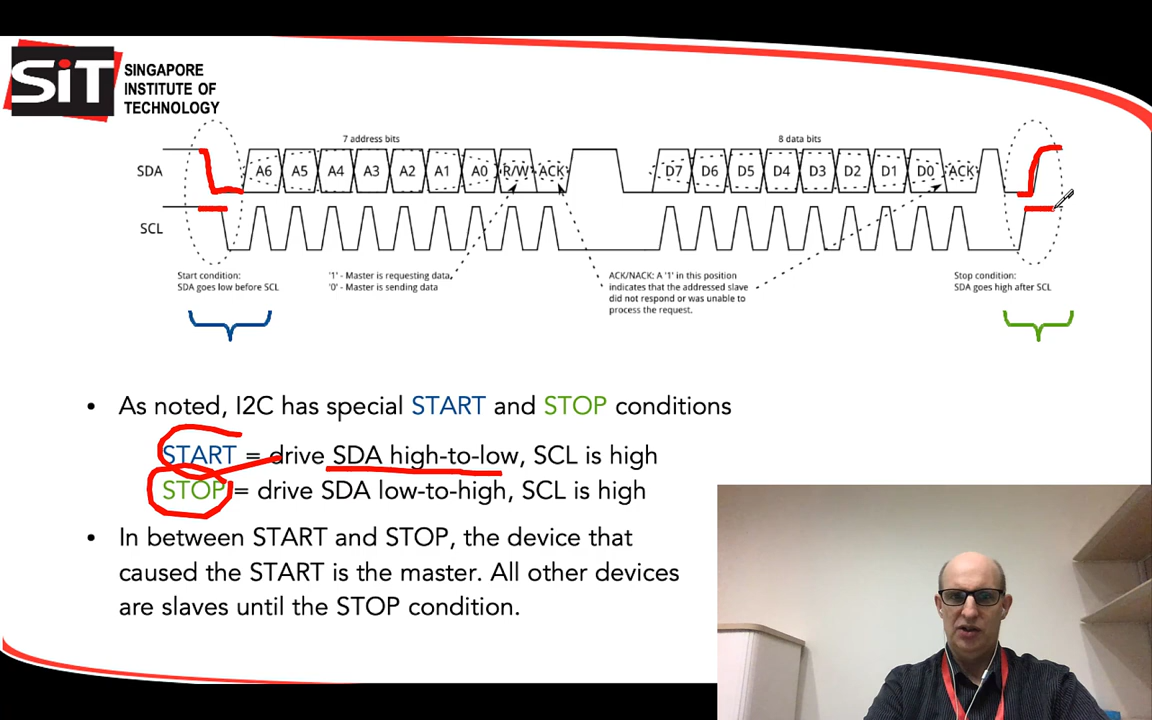 SiT
SINGAPORE
INSTITUTE OF
TECHNOLOGY
7 address bits
8 data bits
SDA
A6 A5 A4 A3 A2 A1 A0 R/W ACK D7 D6 D5 D4 D3 D2 D1 D0 ACK
SCL
Start condition:
SDA goes low before SCL
'1' - Master is requesting data,
'0' - Master is sending data
ACK/NACK: A '1' in this position
indicates that the addressed slave
did not respond or was unable to
process the request.
Stop condition:
SDA goes high after SCL
• As noted, I2C has special START and STOP conditions
START = drive SDA high-to-low, SCL is high
STOP = drive SDA low-to-high, SCL is high
• In between START and STOP, the device that
caused the START is the master. All other devices
are slaves until the STOP condition.